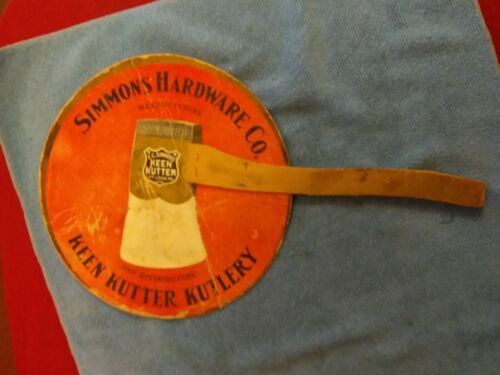 SIMMONS HARDWARE CO.
MANUFACTURERS
KEEN
KUTTER
AND DISTRIBUTORS
KEEN KUTTER KUTLERY